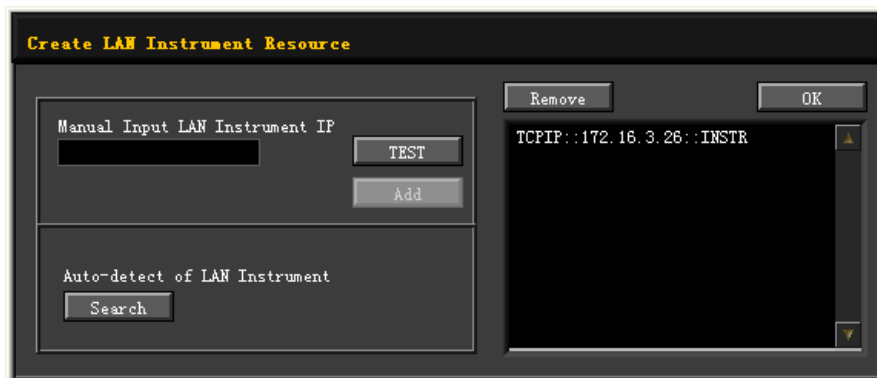 Create LAN Instrument Resource
Manual Input LAN Instrument IP
TEST
Add
Auto-detect of LAN Instrument
Search
Remove
OK
TCPIP::172.16.3.26::INSTR